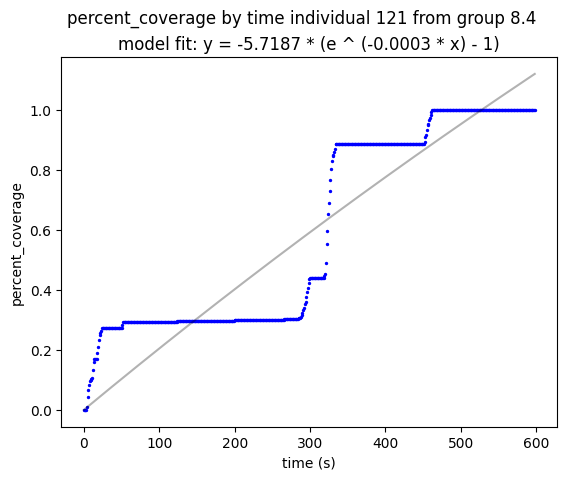 percent_coverage by time individual 121 from group 8.4
model fit: y = -5.7187 * (e ^ (-0.0003 * x) - 1)
1.0
0.8
0.6
0.4
0.2
0.0
percent_coverage
0 100 200 300 400 500 600
time (s)